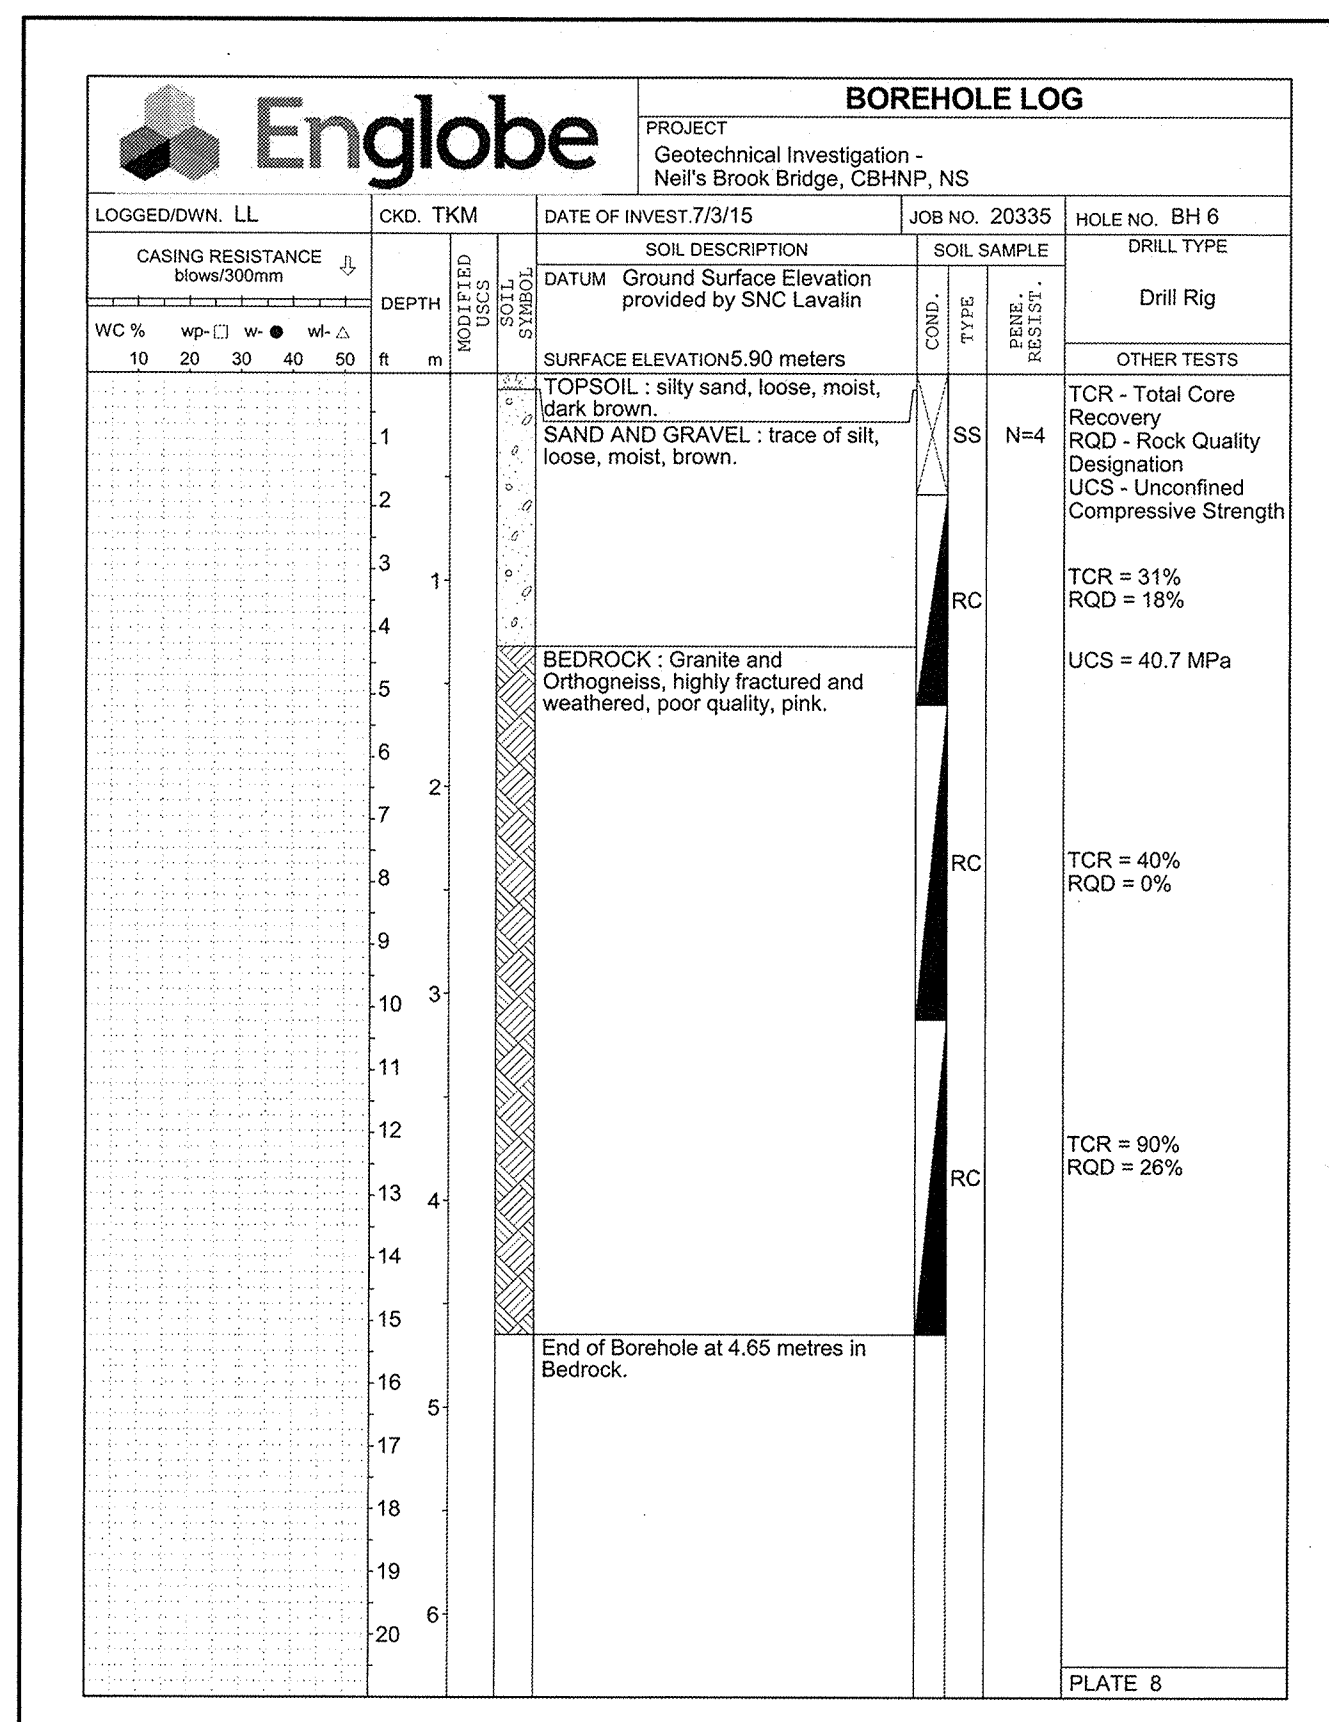 Englobe
BOREHOLE LOG
PROJECT
Geotechnical Investigation -
Neil's Brook Bridge, CBHNP, NS
LOGGED/DWN. LL
CKD. TKM
DATE OF INVEST.7/3/15
JOB NO. 20335
HOLE NO. BH 6
CASING RESISTANCE
blows/300mm
WC % wp- w- wl-
10 20 30 40 50
DEPTH
ft m
MODIFIED
USCS
SOIL
SYMBOL
SOIL DESCRIPTION
DATUM Ground Surface Elevation
provided by SNC Lavalin
SURFACE ELEVATION5.90 meters
SOIL SAMPLE
COND.
TYPE
PENE.
RESIST.
DRILL TYPE
Drill Rig
OTHER TESTS
TOPSOIL : silty sand, loose, moist,
dark brown.
SAND AND GRAVEL : trace of silt,
loose, moist, brown.
SS N=4
TCR - Total Core
Recovery
RQD - Rock Quality
Designation
UCS - Unconfined
Compressive Strength
1
2
3
1
4
RC
TCR = 31%
RQD = 18%
BEDROCK : Granite and
Orthogneiss, highly fractured and
weathered, poor quality, pink.
UCS = 40.7 MPa
5
6
2
7
8
RC
TCR = 40%
RQD = 0%
9
3
10
11
12
RC
TCR = 90%
RQD = 26%
13
4
14
15
End of Borehole at 4.65 metres in
Bedrock.
16
5
17
18
19
6
20
PLATE 8